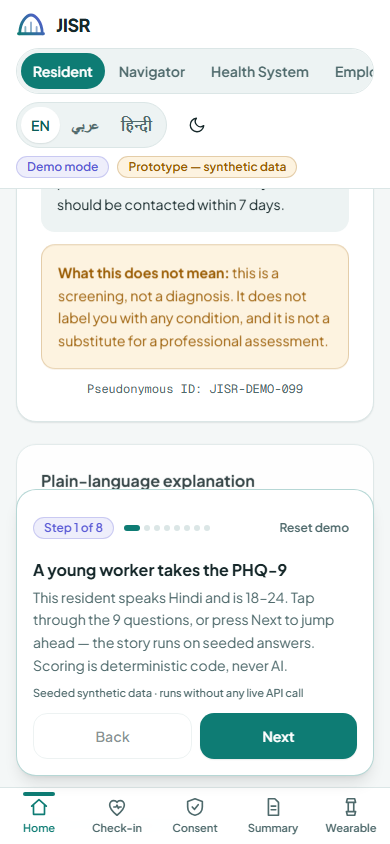 JISR
Resident Navigator Health System
EN عربي हिन्दी
Demo mode Prototype — synthetic data
should be contacted within 7 days.
What this does not mean: this is a
screening, not a diagnosis. It does not
label you with any condition, and it is not a
substitute for a professional assessment.
Pseudonymous ID: JISR-DEMO-099
Plain-language explanation
Step 1 of 8 Reset demo
A young worker takes the PHQ-9
This resident speaks Hindi and is 18–24. Tap
through the 9 questions, or press Next to jump
ahead — the story runs on seeded answers.
Scoring is deterministic code, never AI.
Seeded synthetic data · runs without any live API call
Back Next
Home Check-in Consent Summary Wearable